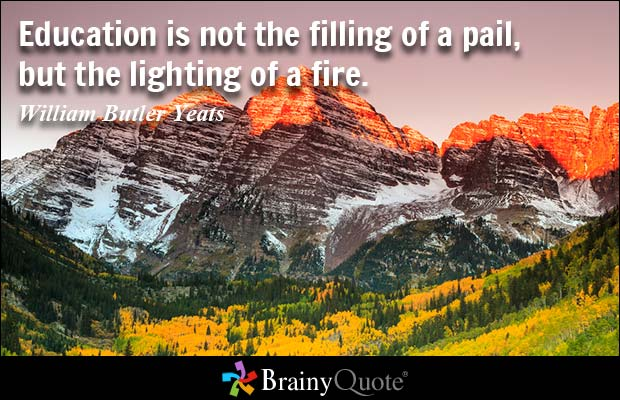 Education is not the filling of a pail,
but the lighting of a fire.
William Butler Yeats
BrainyQuote®